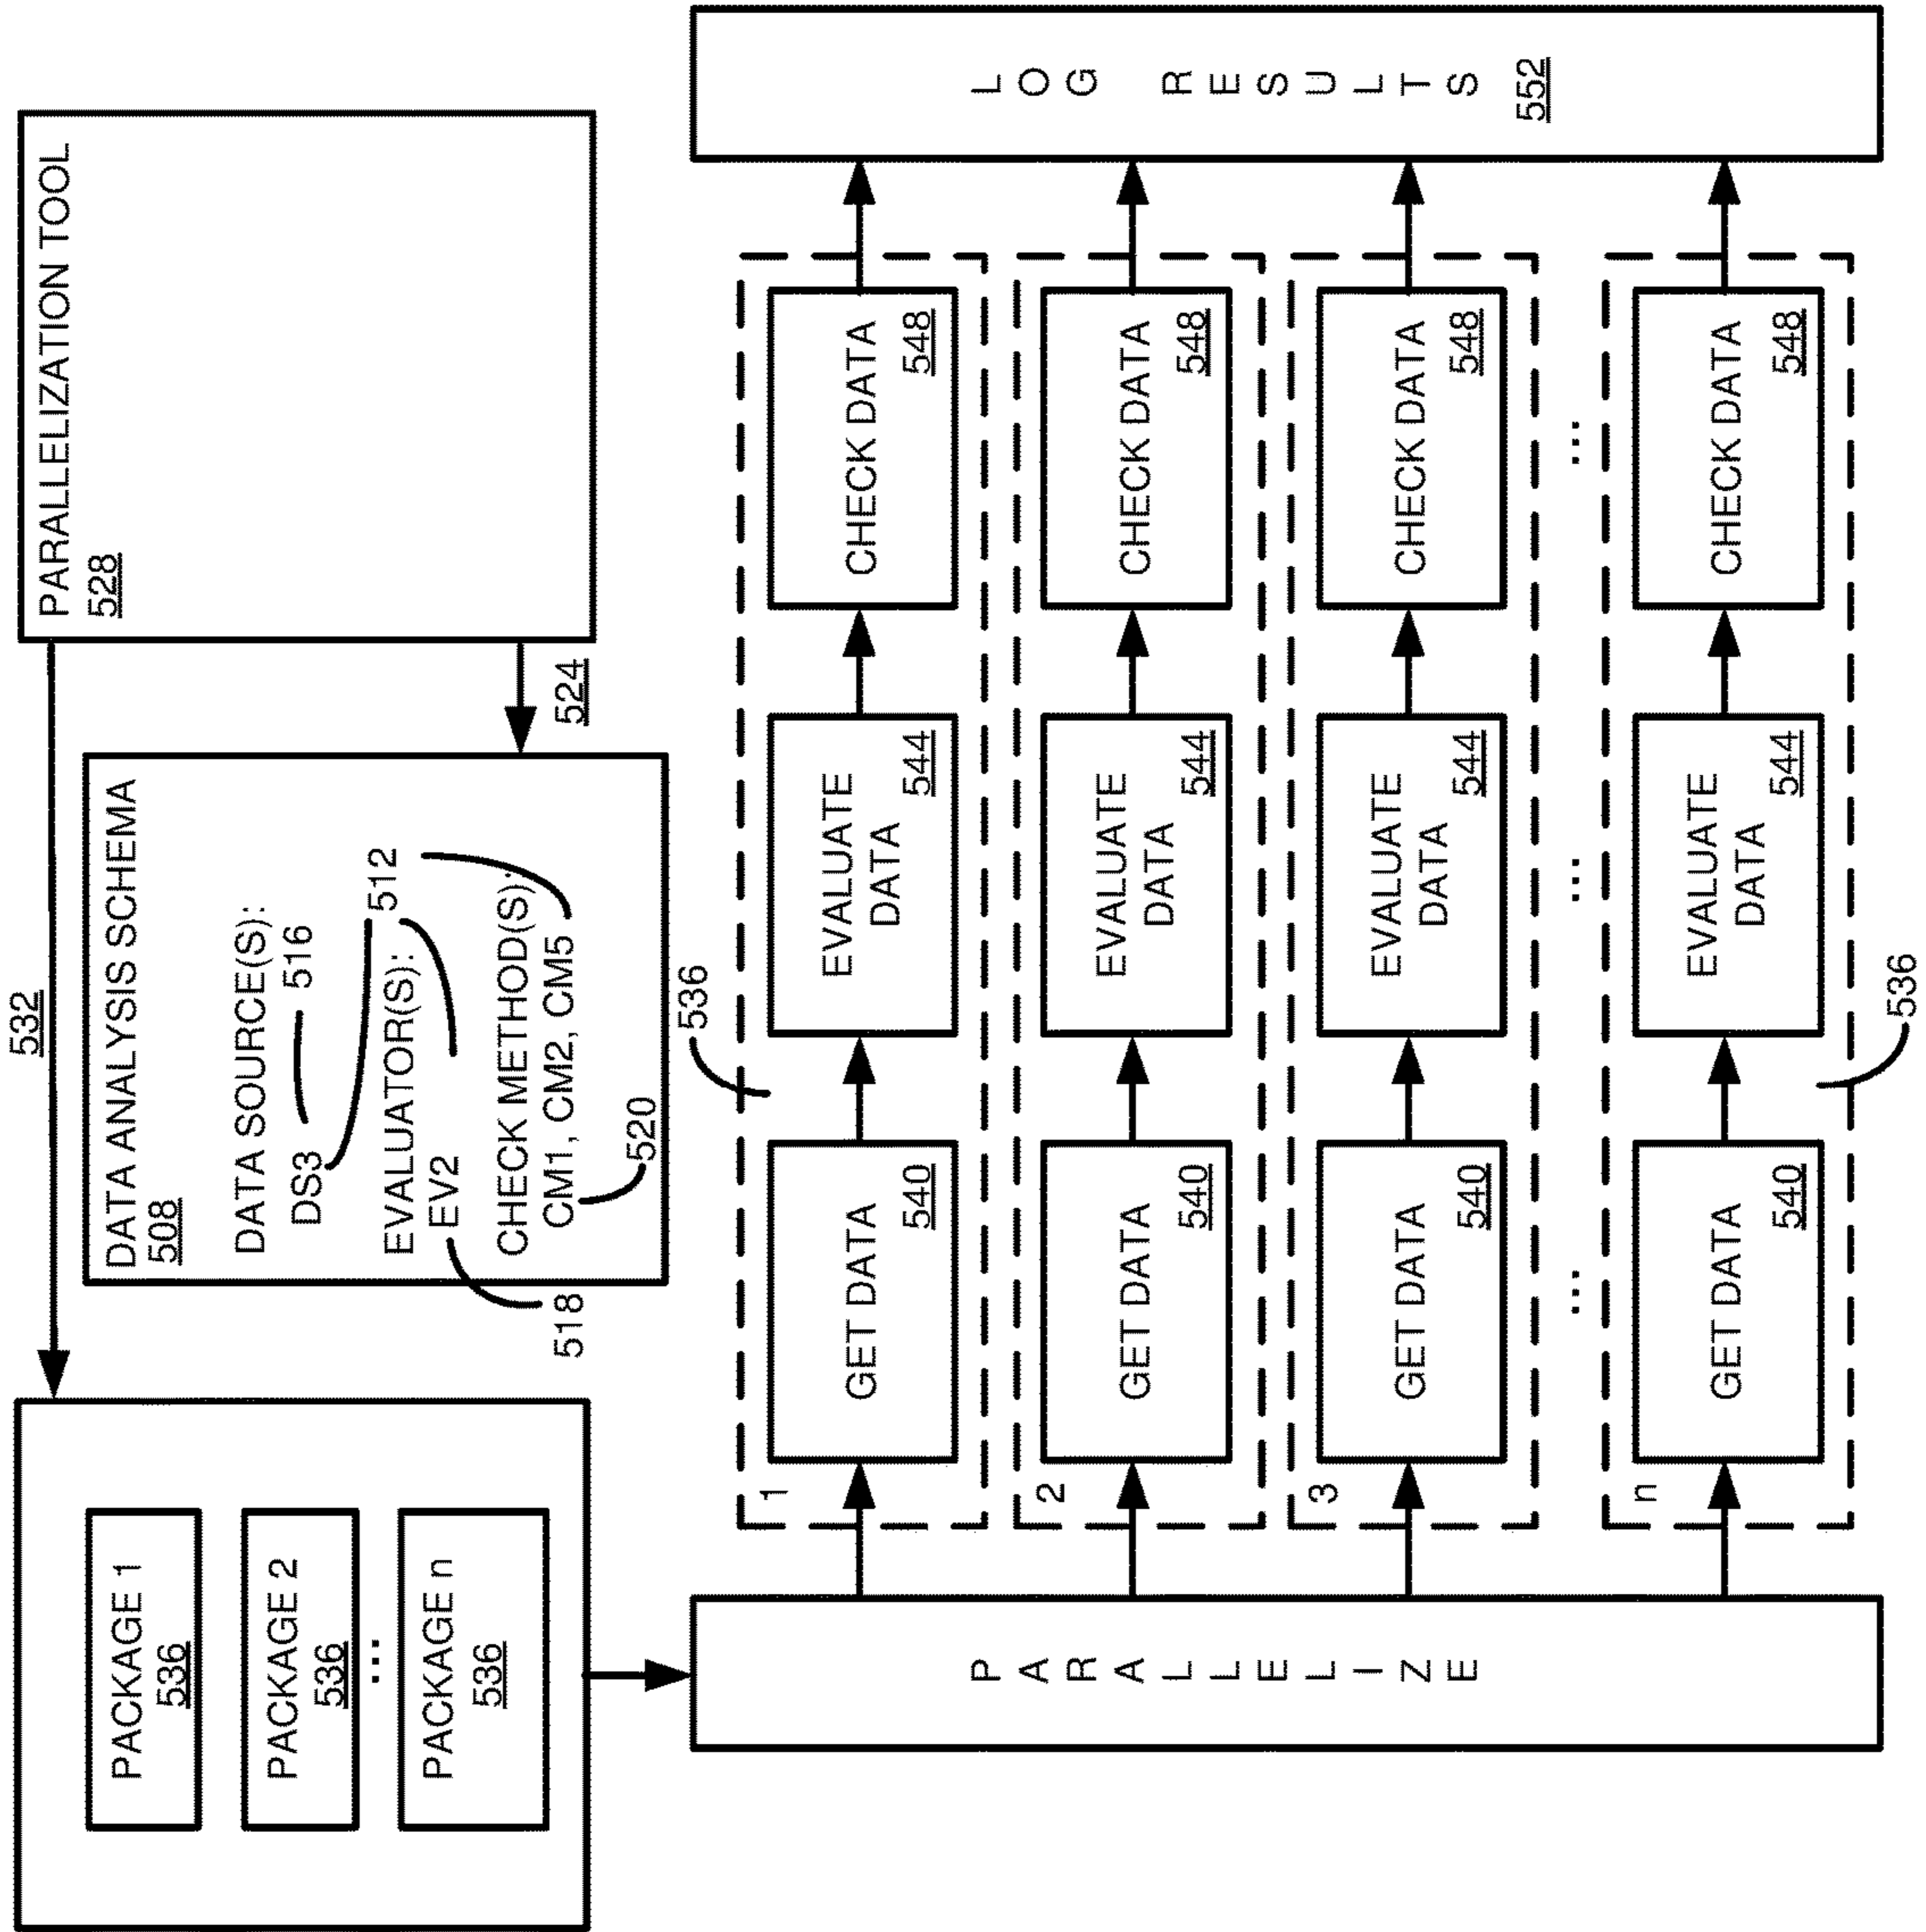 PACKAGE 1
536
PACKAGE 2
536
...
PACKAGE n
536
532
DATA ANALYSIS SCHEMA
508
DATA SOURCE(S):
DS3
516
512
EVALUATOR(S):
EV2
518
CHECK METHOD(S):
CM1, CM2, CM5
520
524
PARALLELIZATION TOOL
528
PARALLELIZE
536
1
GET DATA
540
EVALUATE
DATA
544
CHECK DATA
548
2
GET DATA
540
EVALUATE
DATA
544
CHECK DATA
548
3
GET DATA
540
EVALUATE
DATA
544
CHECK DATA
548
...
...
...
n
GET DATA
540
EVALUATE
DATA
544
CHECK DATA
548
536
LOG RESULTS
552